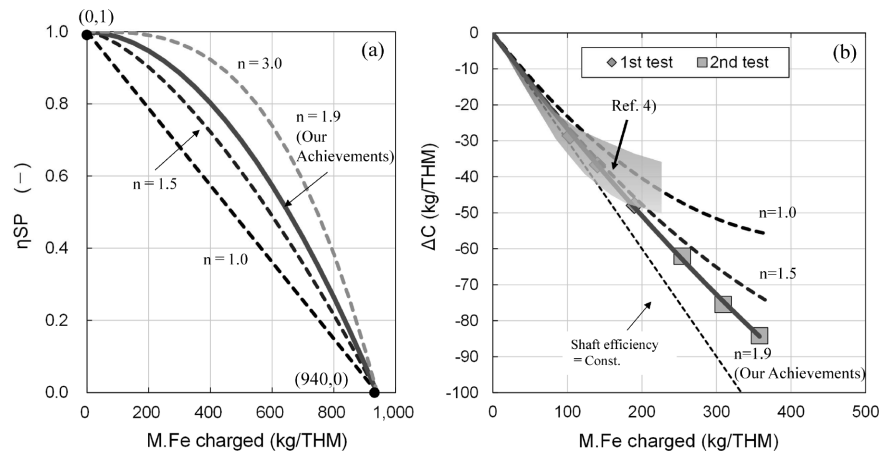 (0,1)
1.0
0.8
0.6
0.4
0.2
0.0
ηSP (−)
(a)
n = 3.0
n = 1.9
(Our
Achievements)
n = 1.5
n = 1.0
(940,0)
0
200
400
600
800
1,000
M.Fe charged (kg/THM)
0
-10
-20
-30
-40
-50
-60
-70
-80
-90
-100
ΔC (kg/THM)
(b)
1st test
2nd test
Ref. 4)
n=1.0
n=1.5
Shaft efficiency
= Const.
n=1.9
(Our Achievements)
0
100
200
300
400
500
M.Fe charged (kg/THM)